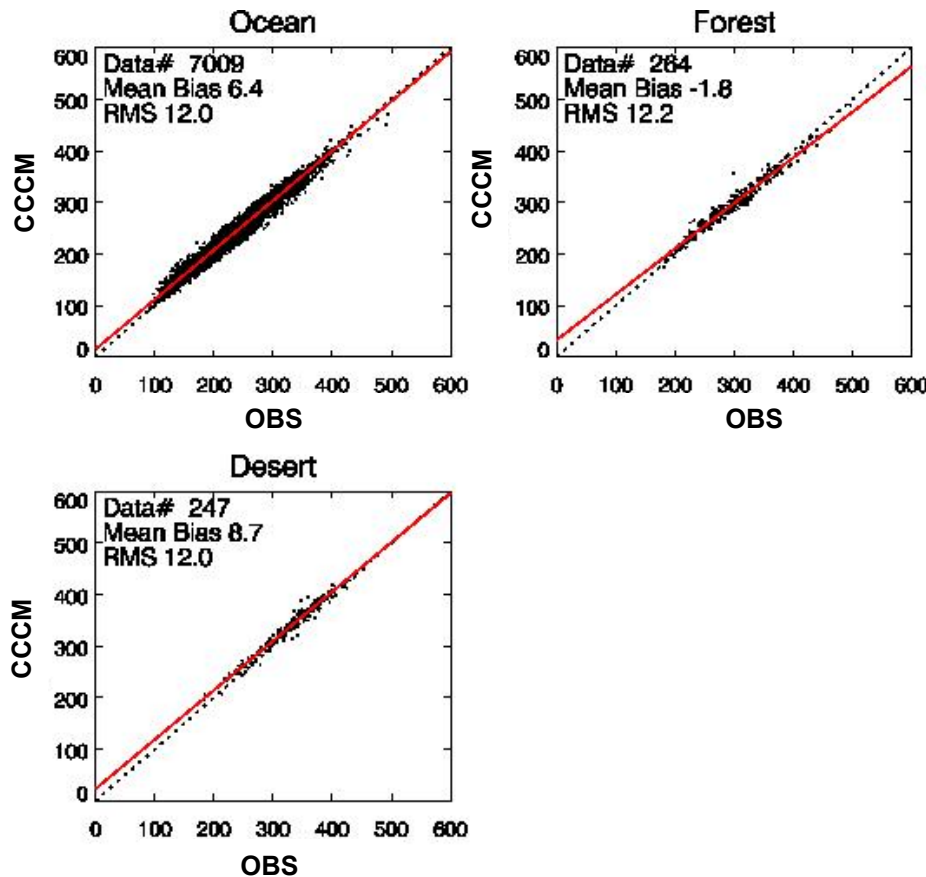 Ocean
600
Data# 7009
Mean Bias 6.4
RMS 12.0
500
400
300
200
100
0
CCCM
0 100 200 300 400 500 600
OBS
Forest
600
Data# 264
Mean Bias -1.8
RMS 12.2
500
400
300
200
100
0
CCCM
0 100 200 300 400 500 600
OBS
Desert
600
Data# 247
Mean Bias 8.7
RMS 12.0
500
400
300
200
100
0
CCCM
0 100 200 300 400 500 600
OBS